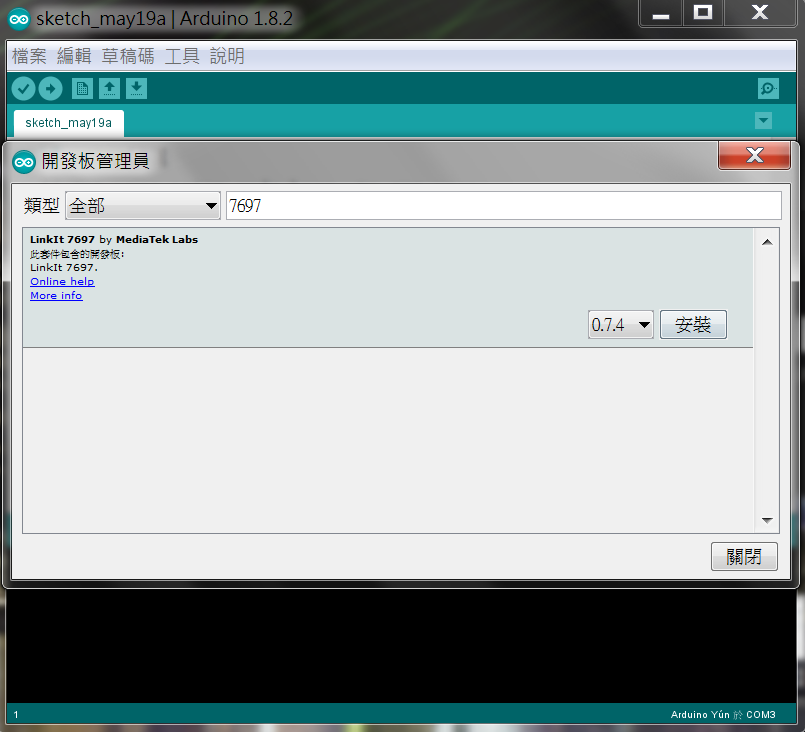 sketch_may19a | Arduino 1.8.2
檔案 編輯 草稿碼 工具 說明
sketch_may19a
開發板管理員
類型 全部 7697
LinkIt 7697 by MediaTek Labs
此套件包含的開發板:
LinkIt 7697.
Online help
More info
0.7.4 安裝
關閉
1 Arduino Yún 於 COM3